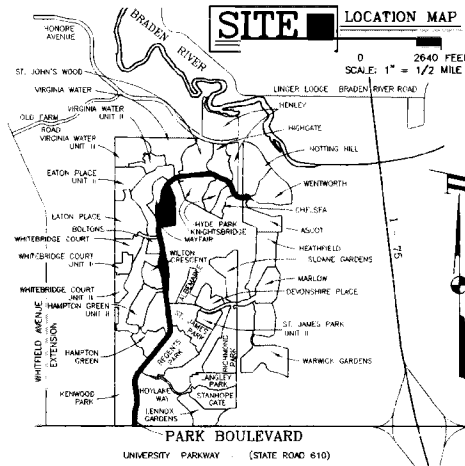 SITE
LOCATION MAP
0 2640 FEET
SCALE: 1" = 1/2 MILE
HONORE
AVENUE
BRADEN
RIVER
ST. JOHN'S WOOD
VIRGINIA WATER
VIRGINIA WATER
UNIT II
OLD FARM
ROAD
VIRGINIA WATER
UNIT II
LINGER LODGE BRADEN RIVER ROAD
HENLEY
HIGHGATE
NOTTING HILL
EATON PLACE
UNIT II
WENTWORTH
CHELSEA
EATON PLACE
BOLTONS
WHITEBRIDGE COURT
HYDE PARK
KNIGHTSBRIDGE
MAYFAIR
ASCOT
HEATHFIELD
WHITEBRIDGE COURT
UNIT II
WILTON
CRESCENT
SLOANE GARDENS
I-75
ALBEMARLE
MARLOW
DEVONSHIRE PLACE
WHITEBRIDGE COURT
UNIT II
HAMPTON GREEN
UNIT II
ST. JAMES
PARK
ST. JAMES PARK
UNIT II
WHITFIELD AVENUE
EXTENSION
HAMPTON
GREEN
REGENTS
PARK
RICHMOND
PARK
WARWICK GARDENS
KENWOOD
PARK
HOYLAKE
WAY
LANGLEY
PARK
STANHOPE
GATE
LENNOX
GARDENS
PARK BOULEVARD
UNIVERSITY PARKWAY - (STATE ROAD 610)